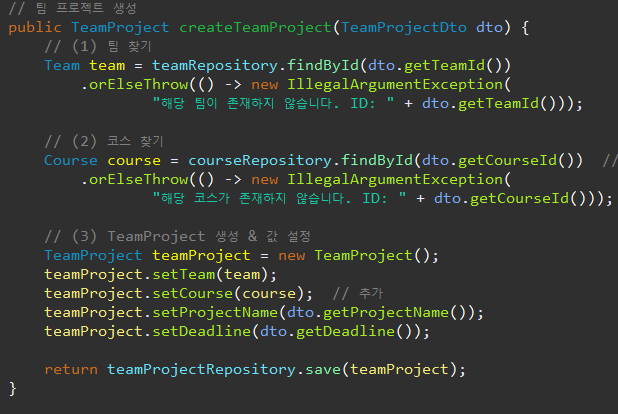 // 팀 프로젝트 생성
public TeamProject createTeamProject(TeamProjectDto dto) {
    // (1) 팀 찾기
    Team team = teamRepository.findById(dto.getTeamId())
        .orElseThrow(() -> new IllegalArgumentException(
                "해당 팀이 존재하지 않습니다. ID: " + dto.getTeamId()));

    // (2) 코스 찾기
    Course course = courseRepository.findById(dto.getCourseId())  //
        .orElseThrow(() -> new IllegalArgumentException(
                "해당 코스가 존재하지 않습니다. ID: " + dto.getCourseId()));

    // (3) TeamProject 생성 & 값 설정
    TeamProject teamProject = new TeamProject();
    teamProject.setTeam(team);
    teamProject.setCourse(course);  // 추가
    teamProject.setProjectName(dto.getProjectName());
    teamProject.setDeadline(dto.getDeadline());

    return teamProjectRepository.save(teamProject);
}